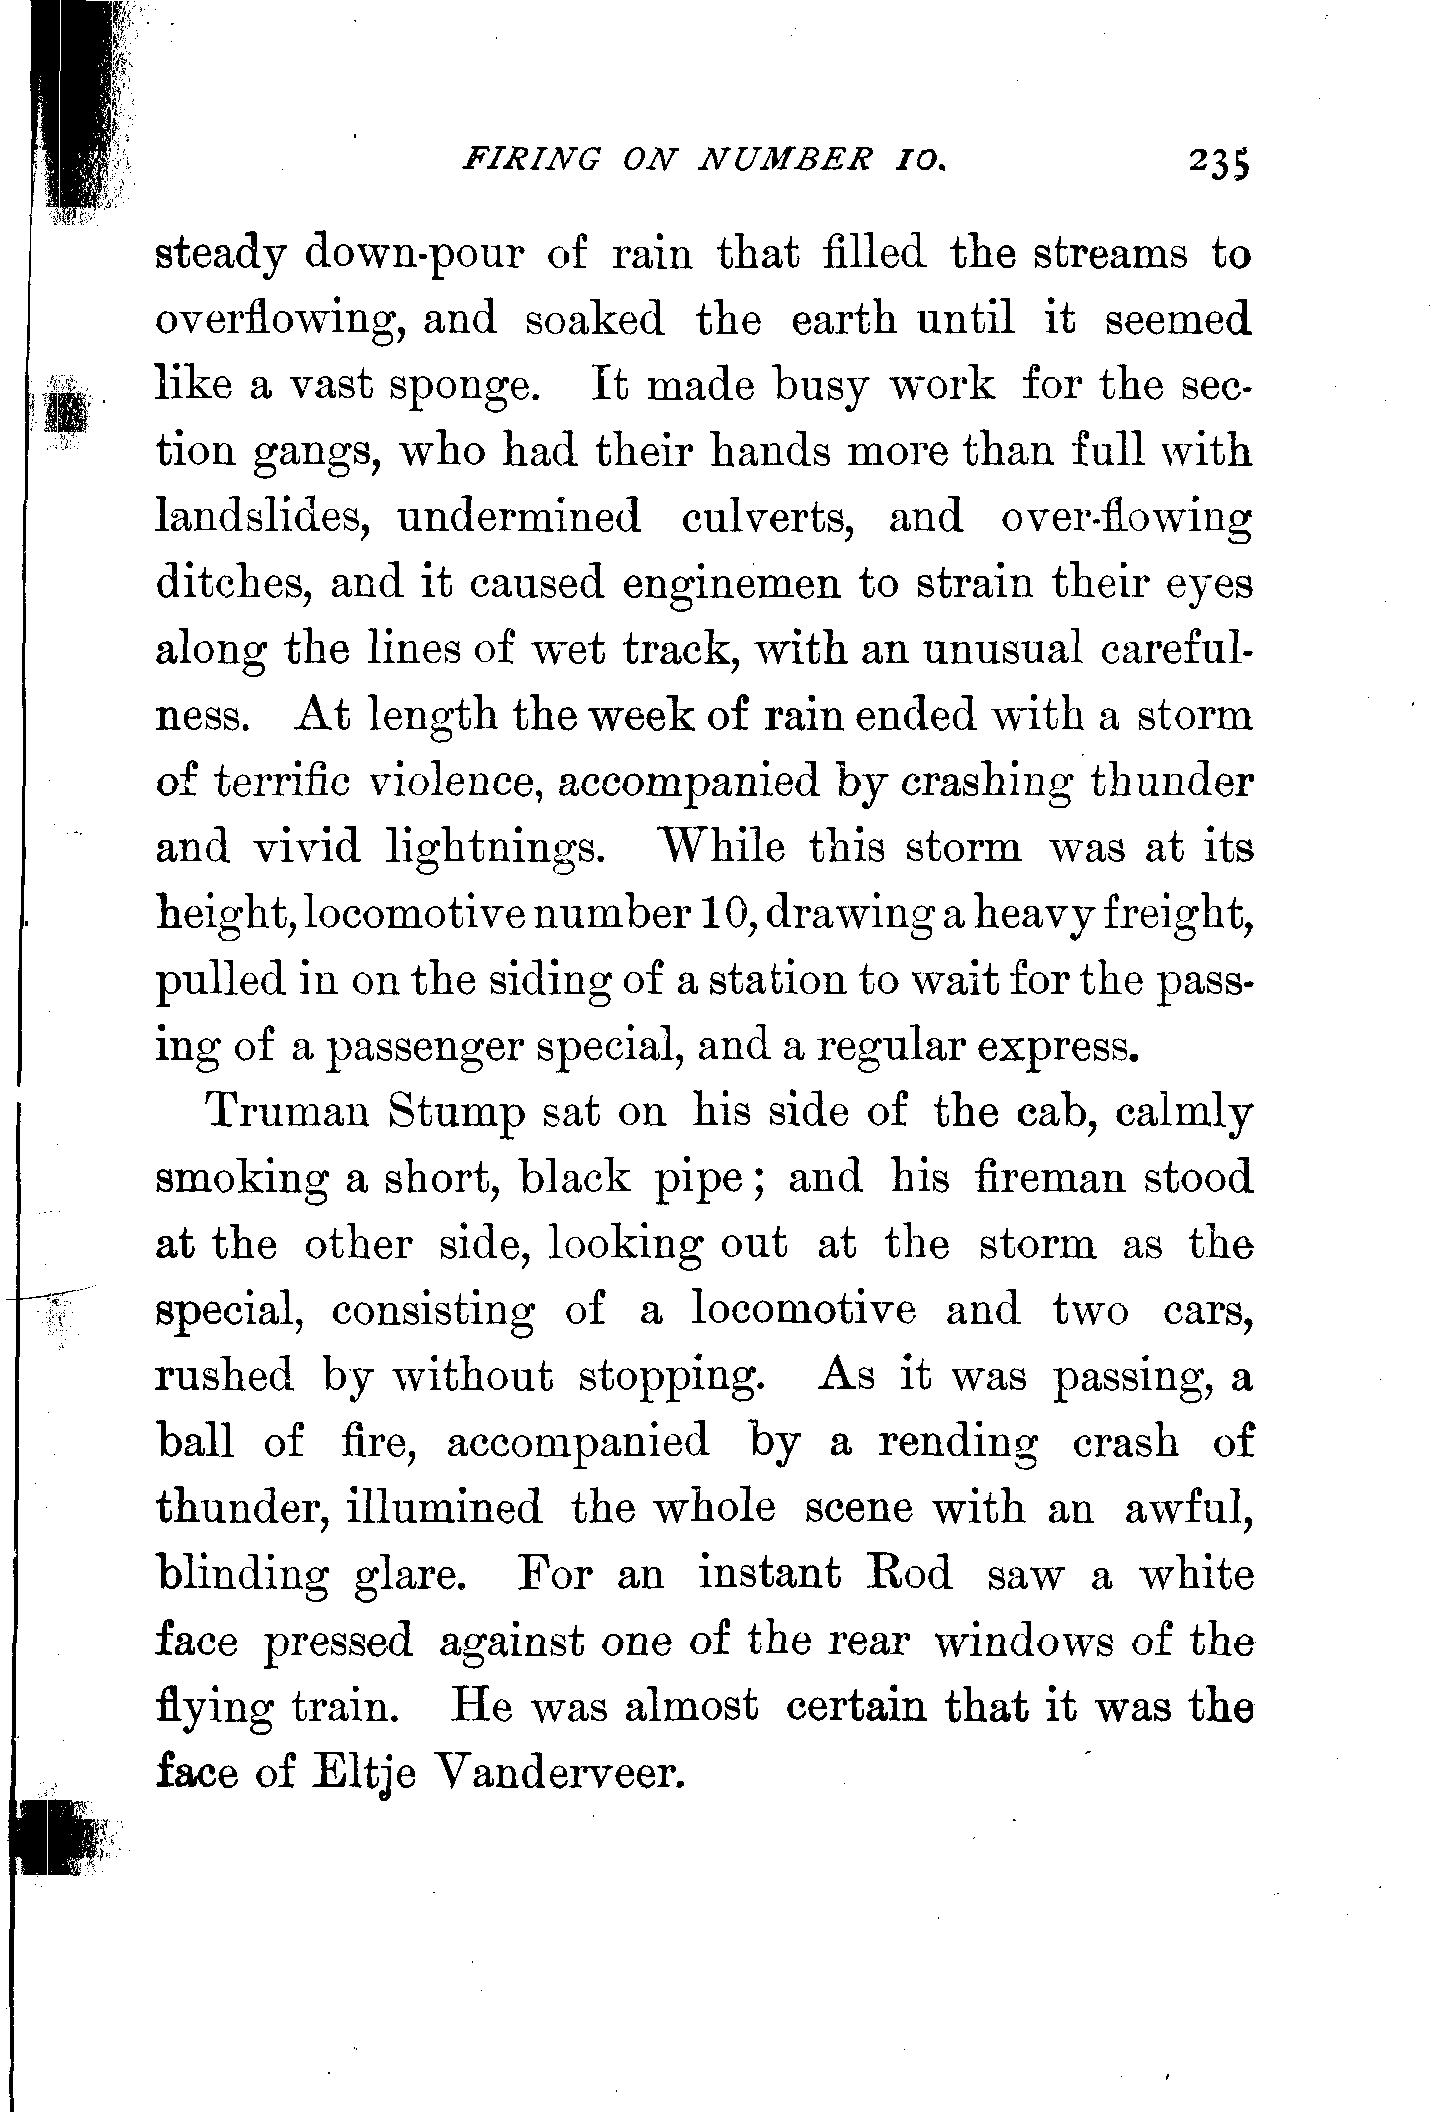 FIRING ON NUMBER 10. 235
steady down-pour of rain that filled the streams to
overflowing, and soaked the earth until it seemed
like a vast sponge. It made busy work for the sec-
tion gangs, who had their hands more than full with
landslides, undermined culverts, and over-flowing
ditches, and it caused enginemen to strain their eyes
along the lines of wet track, with an unusual careful-
ness. At length the week of rain ended with a storm
of terrific violence, accompanied by crashing thunder
and vivid lightnings. While this storm was at its
height, locomotive number 10, drawing a heavy freight,
pulled in on the siding of a station to wait for the pass-
ing of a passenger special, and a regular express.
Truman Stump sat on his side of the cab, calmly
smoking a short, black pipe; and his fireman stood
at the other side, looking out at the storm as the
special, consisting of a locomotive and two cars,
rushed by without stopping. As it was passing, a
ball of fire, accompanied by a rending crash of
thunder, illumined the whole scene with an awful,
blinding glare. For an instant Rod saw a white
face pressed against one of the rear windows of the
flying train. He was almost certain that it was the
face of Eltje Vanderveer.